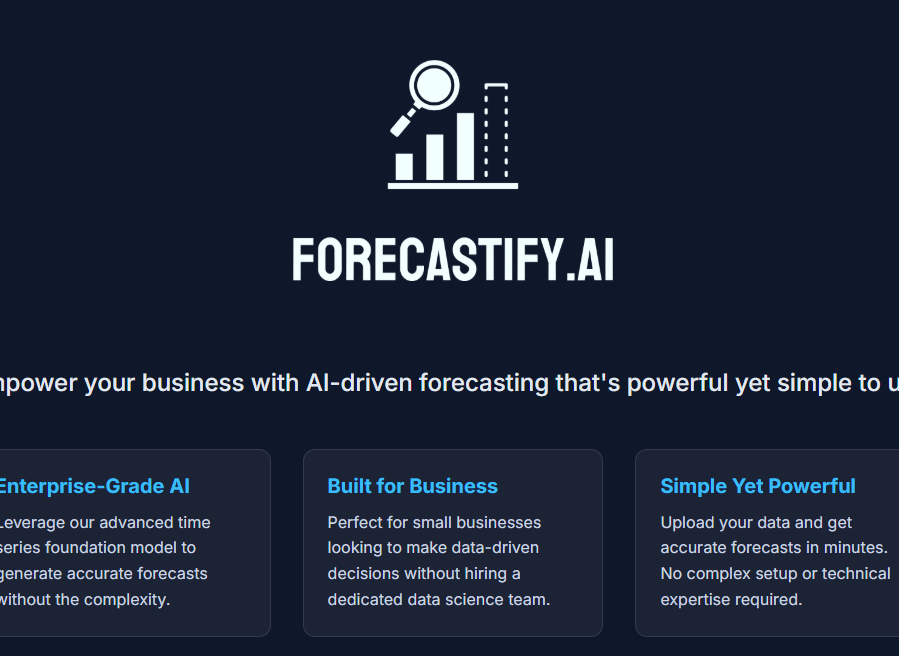 FORECASTIFY.AI
npower your business with AI-driven forecasting that's powerful yet simple to u
Enterprise-Grade AI
Leverage our advanced time
series foundation model to
generate accurate forecasts
without the complexity.
Built for Business
Perfect for small businesses
looking to make data-driven
decisions without hiring a
dedicated data science team.
Simple Yet Powerful
Upload your data and get
accurate forecasts in minutes.
No complex setup or technical
expertise required.